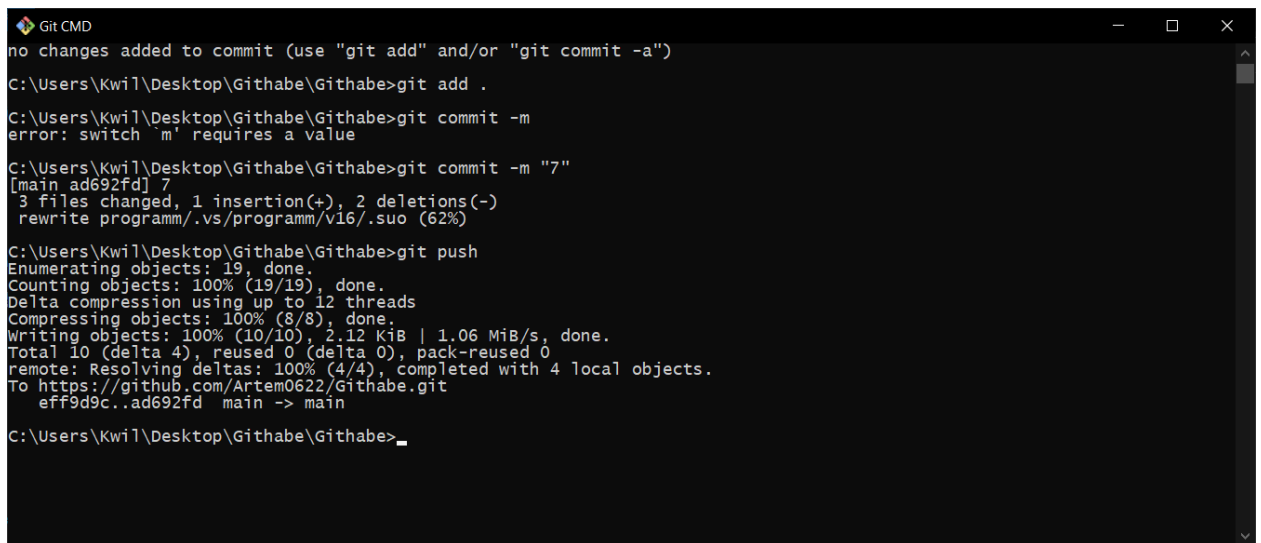 Git CMD
no changes added to commit (use "git add" and/or "git commit -a")
C:\Users\Kwil\Desktop\Githabe\Githabe>git add .
C:\Users\Kwil\Desktop\Githabe\Githabe>git commit -m
error: switch `m' requires a value
C:\Users\Kwil\Desktop\Githabe\Githabe>git commit -m "7"
[main ad692fd] 7
 3 files changed, 1 insertion(+), 2 deletions(-)
 rewrite programm/.vs/programm/v16/.suo (62%)
C:\Users\Kwil\Desktop\Githabe\Githabe>git push
Enumerating objects: 19, done.
Counting objects: 100% (19/19), done.
Delta compression using up to 12 threads
Compressing objects: 100% (8/8), done.
Writing objects: 100% (10/10), 2.12 KiB | 1.06 MiB/s, done.
Total 10 (delta 4), reused 0 (delta 0), pack-reused 0
remote: Resolving deltas: 100% (4/4), completed with 4 local objects.
To https://github.com/Artem0622/Githabe.git
   eff9d9c..ad692fd  main -> main
C:\Users\Kwil\Desktop\Githabe\Githabe>